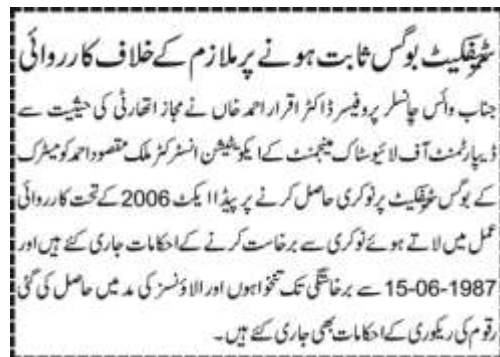 سرٹیفکیٹ بوگس ثابت ہونے پر ملازم کے خلاف کارروائی
جناب وائس چانسلر پروفیسر ڈاکٹر اقرار احمد خاں نے مجاز اتھارٹی کی حیثیت سے
ڈیپارٹمنٹ آف لائیوسٹاک مینجمنٹ کے ایکوٹیشن انسٹرکٹر ملک مقصود احمد کو میٹرک
کے بوگس سرٹیفکیٹ پر نوکری حاصل کرنے پر پیڈا ایکٹ 2006 کے تحت کارروائی
عمل میں لاتے ہوئے نوکری سے برخاست کرنے کے احکامات جاری کئے ہیں اور
15-06-1987 سے برخاستگی تک تنخواہوں اور الاؤنسز کی مد میں حاصل کی گئی
رقوم کی ریکوری کے احکامات بھی جاری کئے ہیں۔